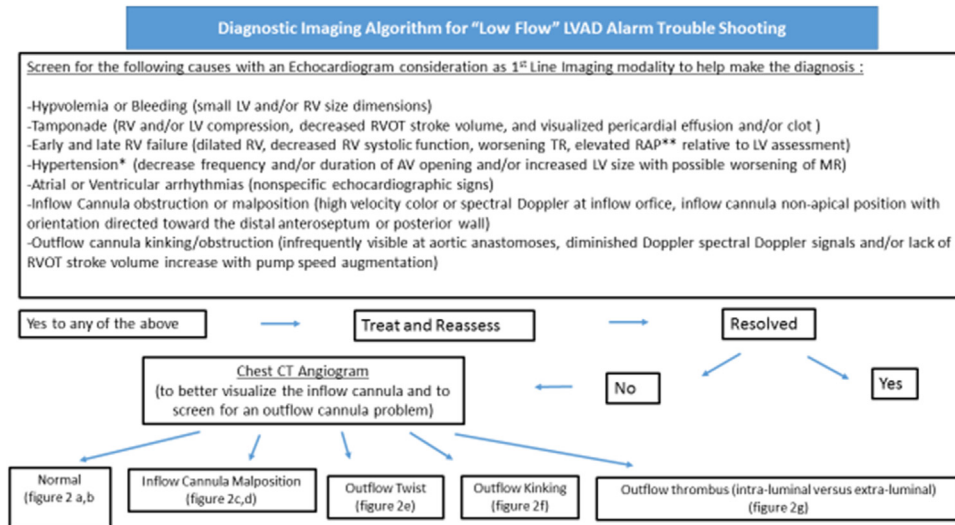 Diagnostic Imaging Algorithm for "Low Flow" LVAD Alarm Trouble Shooting
Screen for the following causes with an Echocardiogram consideration as 1st Line Imaging modality to help make the diagnosis :
-Hypvolemia or Bleeding (small LV and/or RV size dimensions)
-Tamponade (RV and/or LV compression, decreased RVOT stroke volume, and visualized pericardial effusion and/or clot )
-Early and late RV failure (dilated RV, decreased RV systolic function, worsening TR, elevated RAP** relative to LV assessment)
-Hypertension* (decrease frequency and/or duration of AV opening and/or increased LV size with possible worsening of MR)
-Atrial or Ventricular arrhythmias (nonspecific echocardiographic signs)
-Inflow Cannula obstruction or malposition (high velocity color or spectral Doppler at inflow orfice, inflow cannula non-apical position with
orientation directed toward the distal anteroseptum or posterior wall)
-Outflow cannula kinking/obstruction (infrequently visible at aortic anastomoses, diminished Doppler spectral Doppler signals and/or lack of
RVOT stroke volume increase with pump speed augmentation)
Yes to any of the above
Treat and Reassess
Resolved
Chest CT Angiogram
(to better visualize the inflow cannula and to
screen for an outflow cannula problem)
No
Yes
Normal
(figure 2 a,b
Inflow Cannula Malposition
(figure 2c,d)
Outflow Twist
(figure 2e)
Outflow Kinking
(figure 2f)
Outflow thrombus (intra-luminal versus extra-luminal)
(figure 2g)